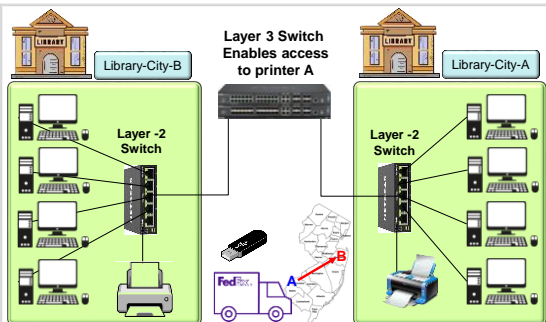 LIBRARY
Library-City-B
Layer 3 Switch
Enables access
to printer A
LIBRARY
Library-City-A
Layer -2
Switch
Layer -2
Switch
FedEx
A
B